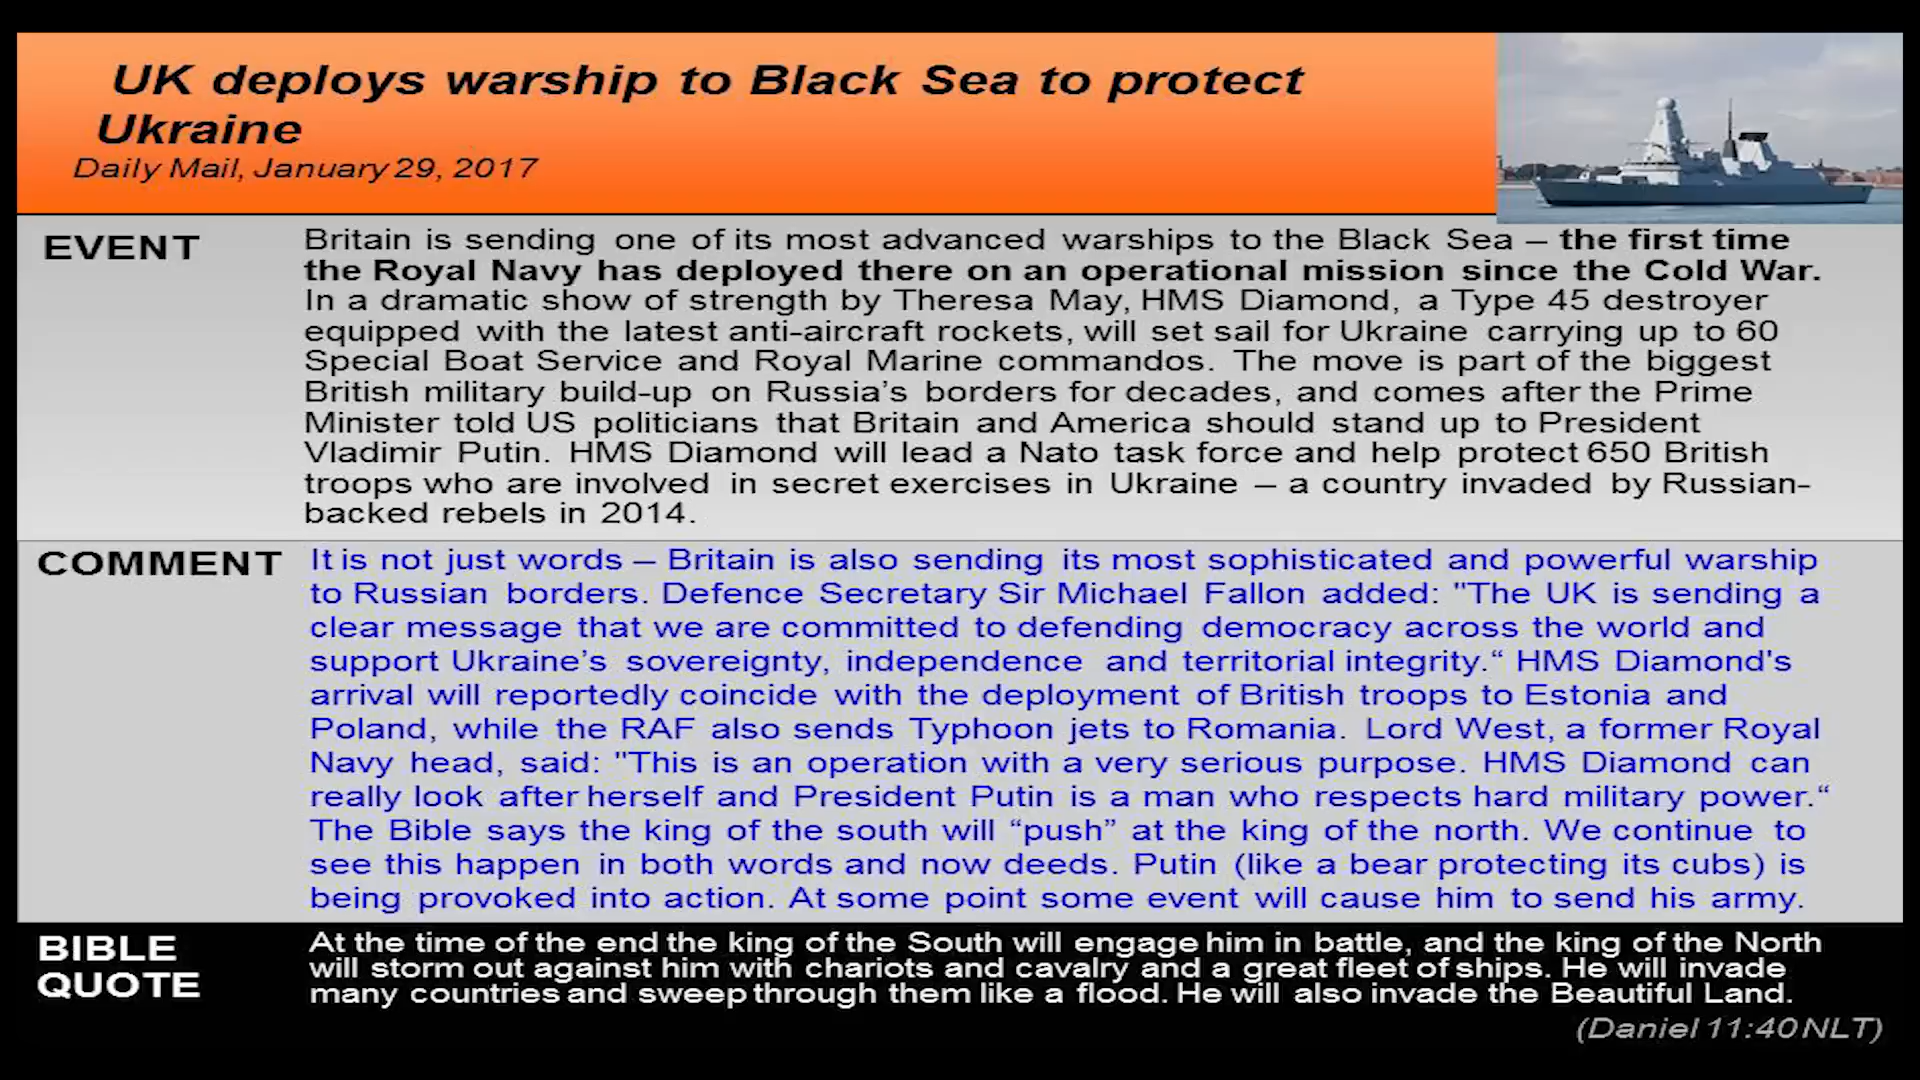 UK deploys warship to Black Sea to protect
Ukraine
Daily Mail, January 29, 2017
EVENT
Britain is sending one of its most advanced warships to the Black Sea – the first time
the Royal Navy has deployed there on an operational mission since the Cold War.
In a dramatic show of strength by Theresa May, HMS Diamond, a Type 45 destroyer
equipped with the latest anti-aircraft rockets, will set sail for Ukraine carrying up to 60
Special Boat Service and Royal Marine commandos. The move is part of the biggest
British military build-up on Russia’s borders for decades, and comes after the Prime
Minister told US politicians that Britain and America should stand up to President
Vladimir Putin. HMS Diamond will lead a Nato task force and help protect 650 British
troops who are involved in secret exercises in Ukraine – a country invaded by Russian-
backed rebels in 2014.
COMMENT
It is not just words – Britain is also sending its most sophisticated and powerful warship
to Russian borders. Defence Secretary Sir Michael Fallon added: "The UK is sending a
clear message that we are committed to defending democracy across the world and
support Ukraine’s sovereignty, independence and territorial integrity.“ HMS Diamond's
arrival will reportedly coincide with the deployment of British troops to Estonia and
Poland, while the RAF also sends Typhoon jets to Romania. Lord West, a former Royal
Navy head, said: "This is an operation with a very serious purpose. HMS Diamond can
really look after herself and President Putin is a man who respects hard military power.“
The Bible says the king of the south will “push” at the king of the north. We continue to
see this happen in both words and now deeds. Putin (like a bear protecting its cubs) is
being provoked into action. At some point some event will cause him to send his army.
BIBLE
QUOTE
At the time of the end the king of the South will engage him in battle, and the king of the North
will storm out against him with chariots and cavalry and a great fleet of ships. He will invade
many countries and sweep through them like a flood. He will also invade the Beautiful Land.
(Daniel 11:40 NLT)